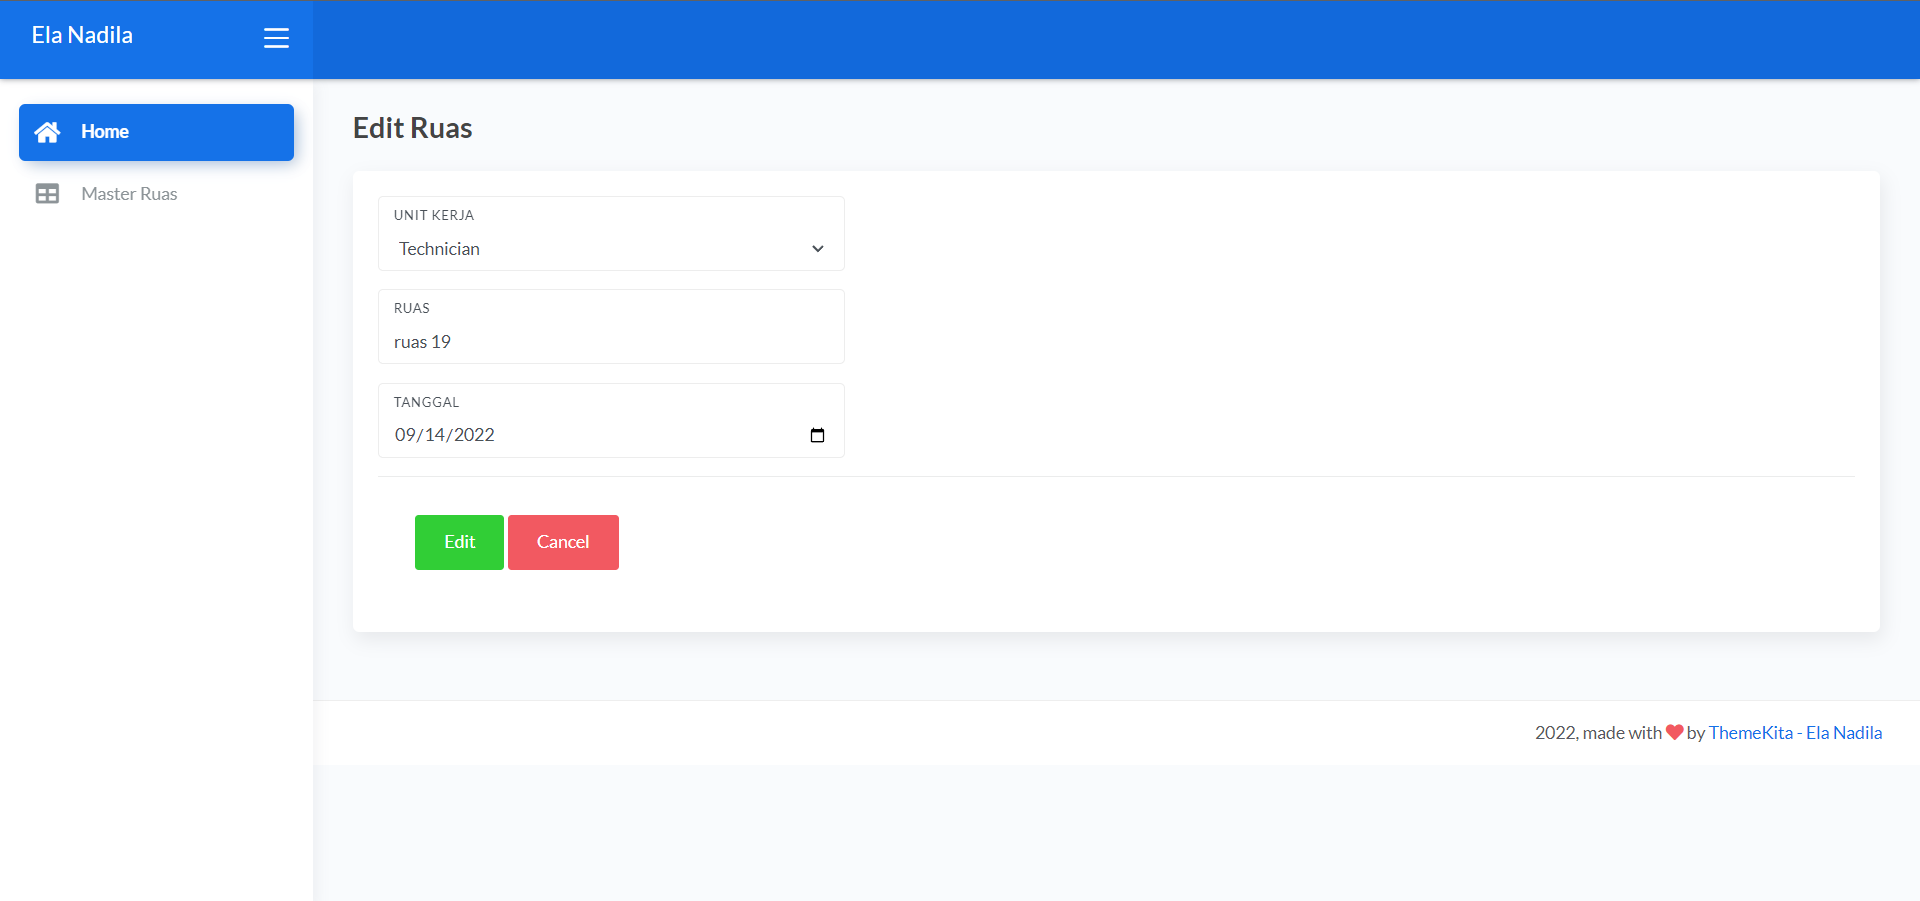 Ela Nadila
Home
Master Ruas
Edit Ruas
UNIT KERJA
Technician
RUAS
ruas 19
TANGGAL
09/14/2022
Edit Cancel
2022, made with by ThemeKita - Ela Nadila